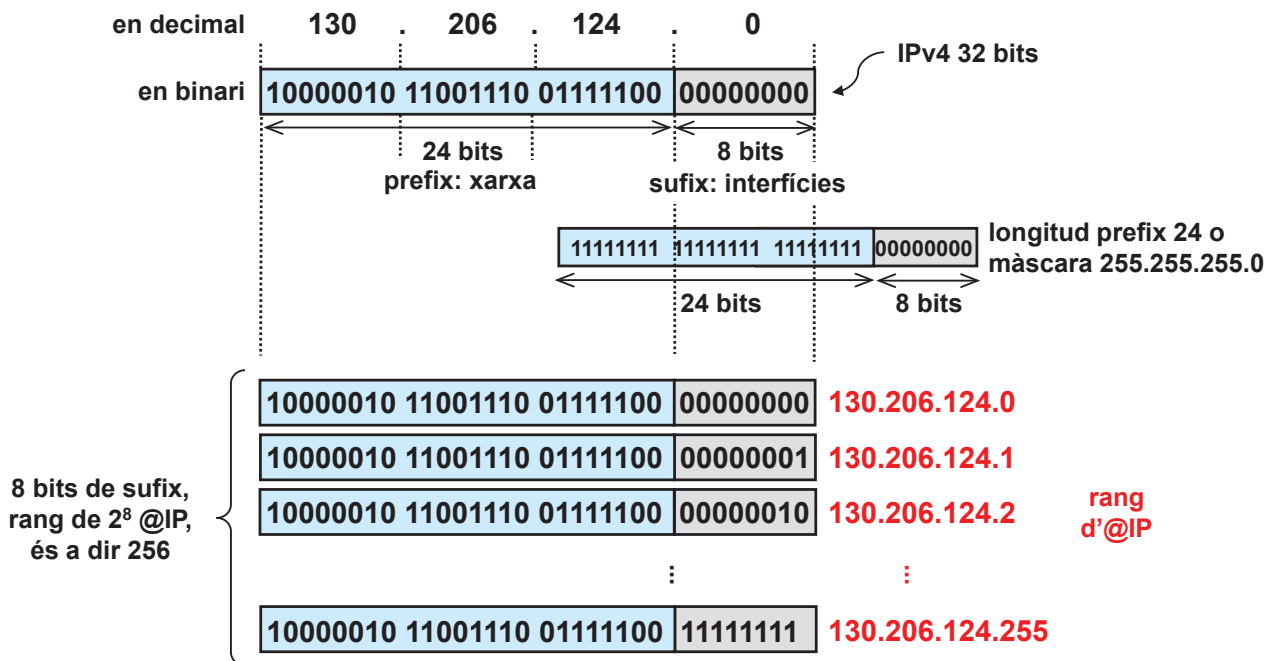 en decimal 130 . 206 . 124 . 0
IPv4 32 bits
en binari 10000010 11001110 01111100 00000000
24 bits 8 bits
prefix: xarxa sufix: interfícies
11111111 11111111 11111111 00000000
longitud prefix 24 o
màscara 255.255.255.0
24 bits 8 bits
10000010 11001110 01111100 00000000 130.206.124.0
10000010 11001110 01111100 00000001 130.206.124.1
10000010 11001110 01111100 00000010 130.206.124.2
... ...
10000010 11001110 01111100 11111111 130.206.124.255
8 bits de sufix,
rang de 2⁸ @IP,
és a dir 256
rang
d'@IP